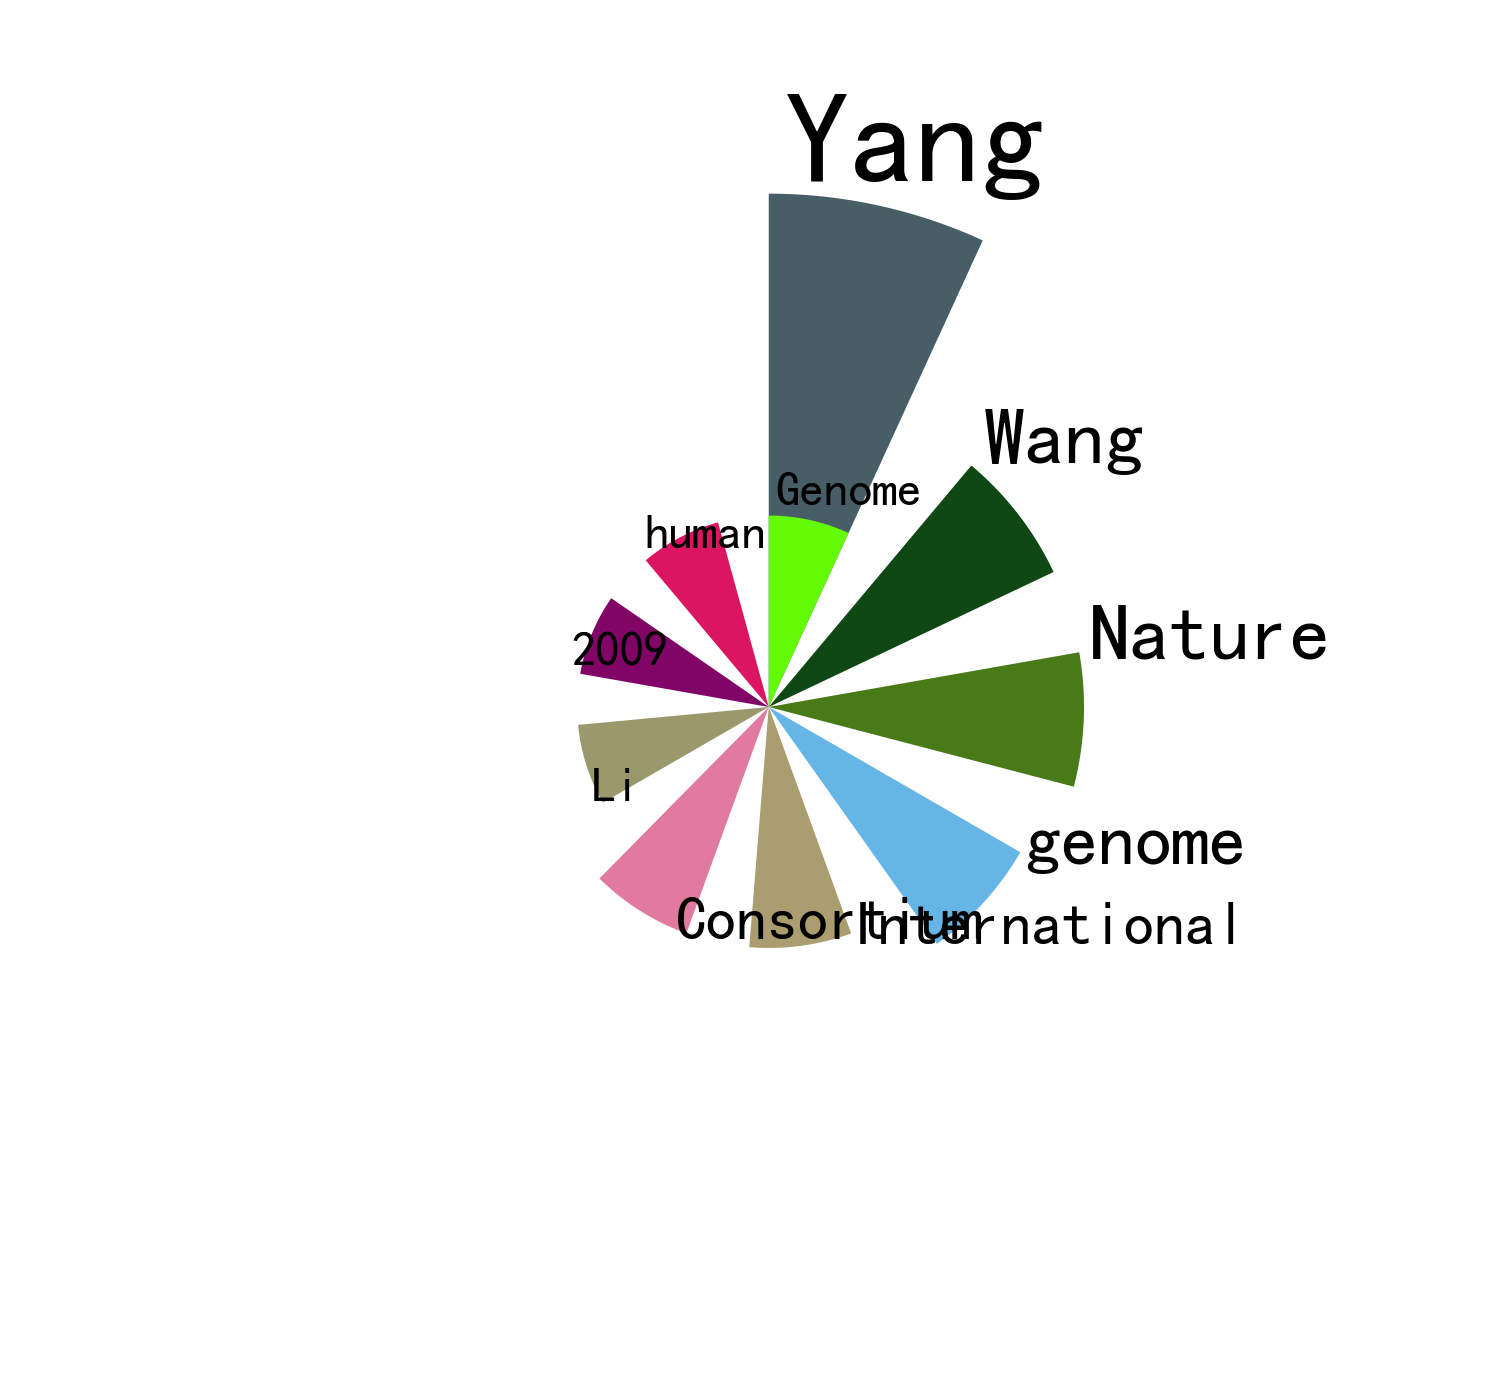 Yang
Wang
Genome
human
Nature
2009
Li
genome
Consortium
International